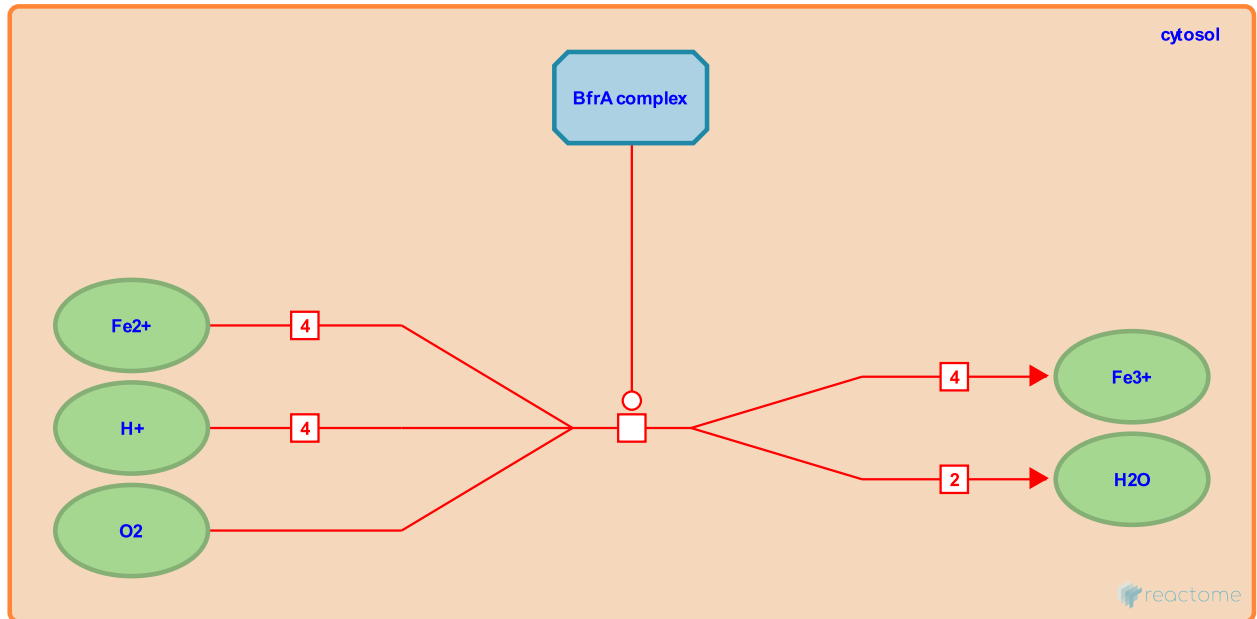 cytosol
BfrA complex
Fe2+
4
H+
4
O2
4
Fe3+
2
H2O
reactome